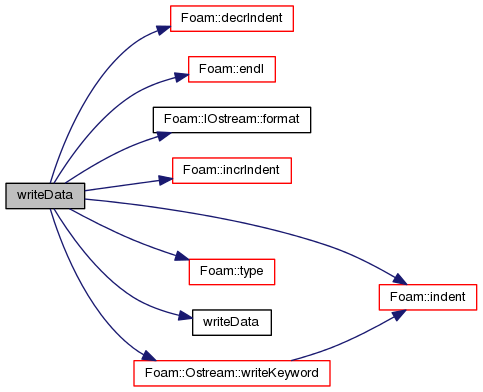 Foam::decrIndent
Foam::endl
Foam::IOstream::format
Foam::incrIndent
writeData
Foam::type
Foam::indent
writeData
Foam::Ostream::writeKeyword